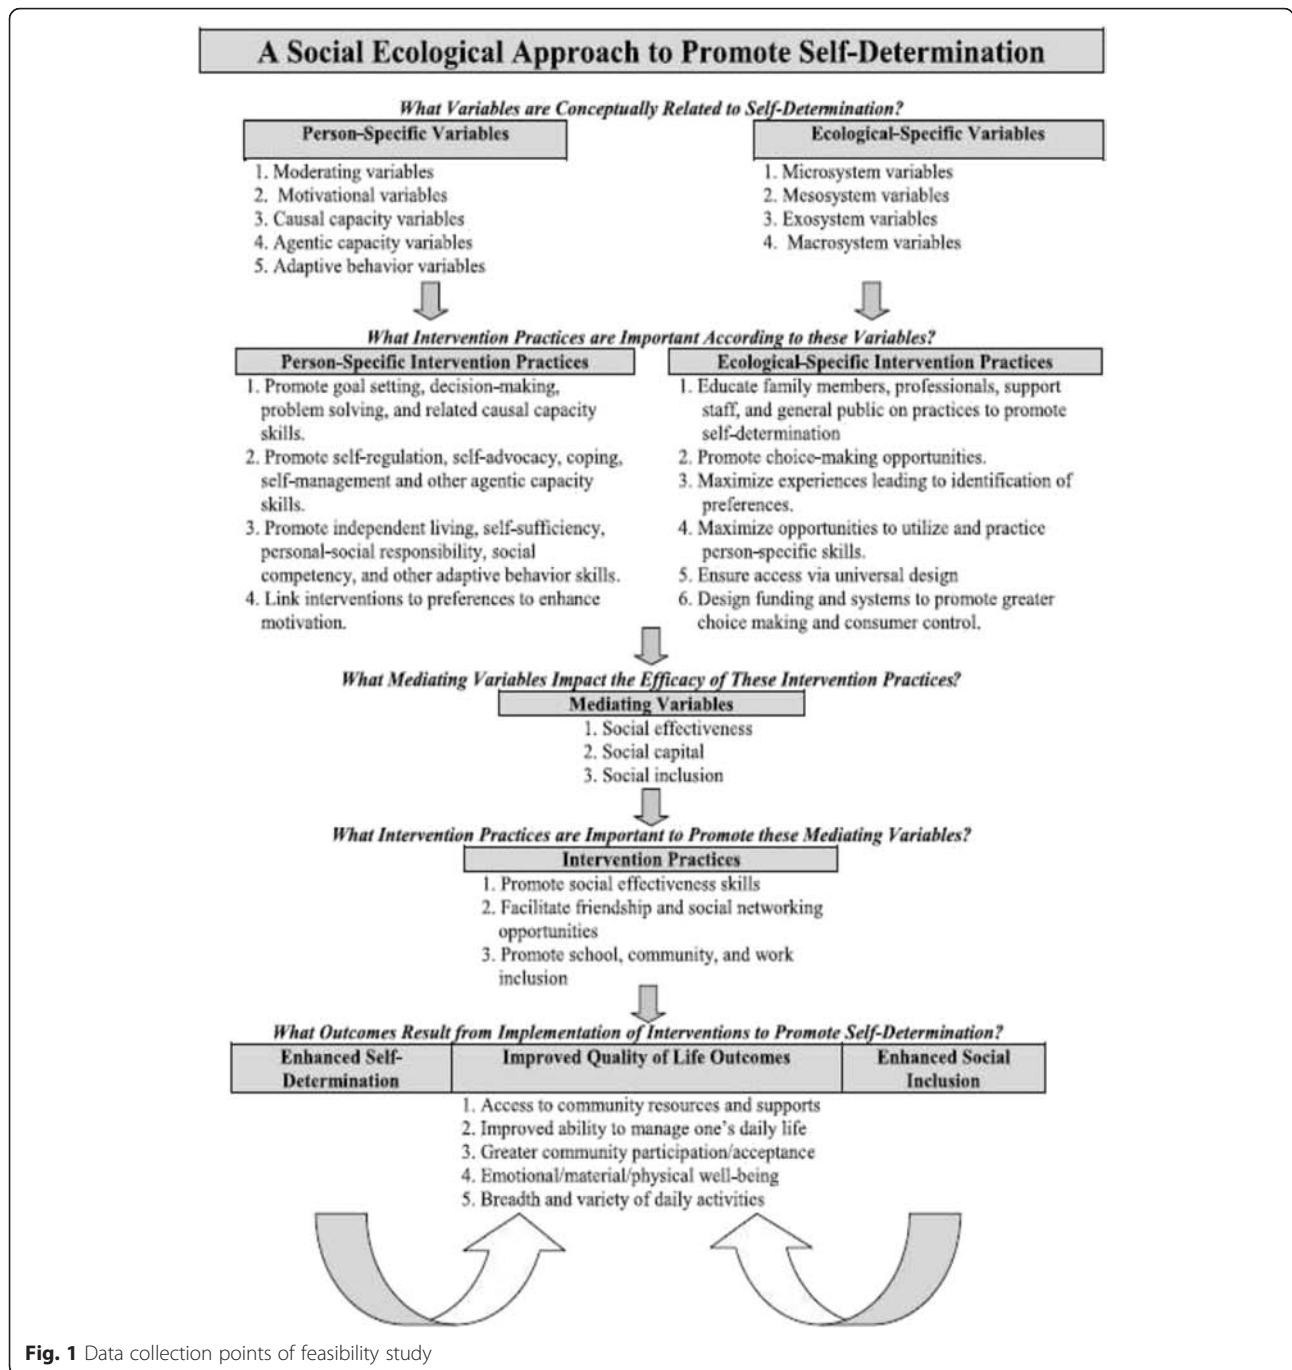 A Social Ecological Approach to Promote Self-Determination
What Variables are Conceptually Related to Self-Determination?
Person-Specific Variables
1. Moderating variables
2. Motivational variables
3. Causal capacity variables
4. Agentic capacity variables
5. Adaptive behavior variables
Ecological-Specific Variables
1. Microsystem variables
2. Mesosystem variables
3. Exosystem variables
4. Macrosystem variables
What Intervention Practices are Important According to these Variables?
Person-Specific Intervention Practices
1. Promote goal setting, decision-making,
problem solving, and related causal capacity
skills.
2. Promote self-regulation, self-advocacy, coping,
self-management and other agentic capacity
skills.
3. Promote independent living, self-sufficiency,
personal-social responsibility, social
competency, and other adaptive behavior skills.
4. Link interventions to preferences to enhance
motivation.
Ecological-Specific Intervention Practices
1. Educate family members, professionals, support
staff, and general public on practices to promote
self-determination
2. Promote choice-making opportunities.
3. Maximize experiences leading to identification of
preferences.
4. Maximize opportunities to utilize and practice
person-specific skills.
5. Ensure access via universal design
6. Design funding and systems to promote greater
choice making and consumer control.
What Mediating Variables Impact the Efficacy of These Intervention Practices?
Mediating Variables
1. Social effectiveness
2. Social capital
3. Social inclusion
What Intervention Practices are Important to Promote these Mediating Variables?
Intervention Practices
1. Promote social effectiveness skills
2. Facilitate friendship and social networking
opportunities
3. Promote school, community, and work
inclusion
What Outcomes Result from Implementation of Interventions to Promote Self-Determination?
Enhanced Self-
Determination
Improved Quality of Life Outcomes
Enhanced Social
Inclusion
1. Access to community resources and supports
2. Improved ability to manage one's daily life
3. Greater community participation/acceptance
4. Emotional/material/physical well-being
5. Breadth and variety of daily activities
Fig. 1 Data collection points of feasibility study